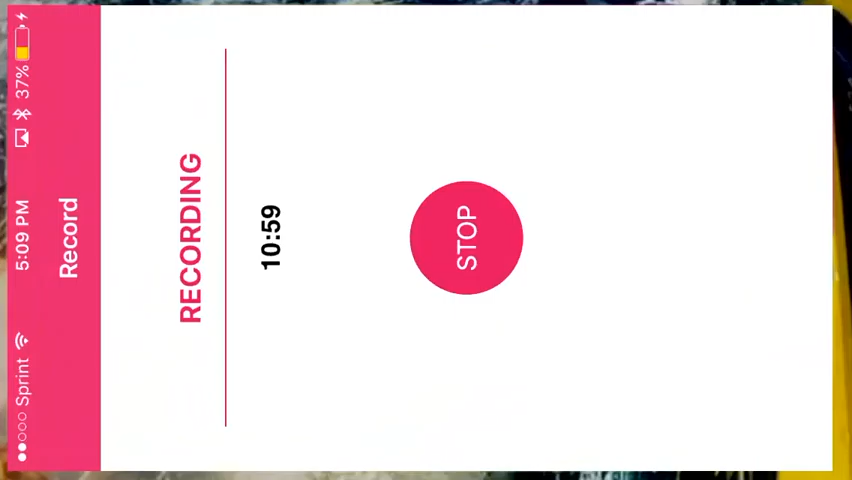 Sprint 5:09 PM 37%
Record
RECORDING
10:59
STOP